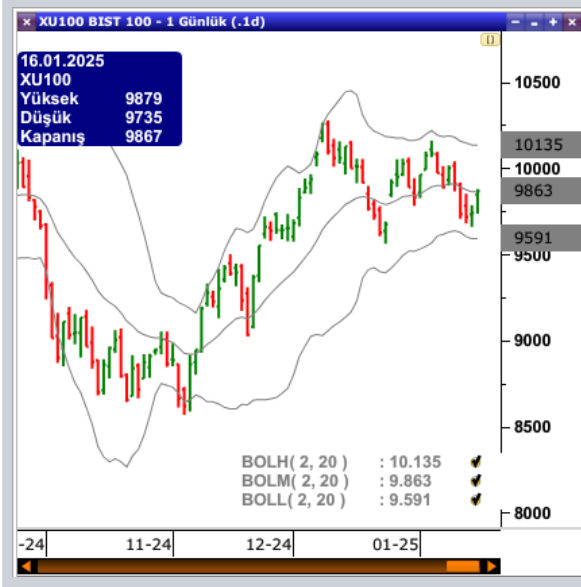 XU100 BIST 100 - 1 Günlük (.1d)
16.01.2025
XU100
Yüksek 9879
Düşük 9735
Kapanış 9867
10500
10135
10000
9863
9591
9500
9000
8500
8000
BOLH( 2, 20 ) : 10.135
BOLM( 2, 20 ) : 9.863
BOLL( 2, 20 ) : 9.591
-24 11-24 12-24 01-25